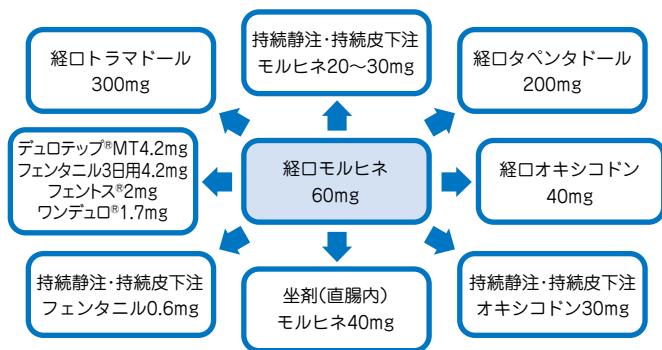 経口トラマドール
300mg
持続静注・持続皮下注
モルヒネ20〜30mg
経口タペンタドール
200mg
デュロテップ®MT4.2mg
フェンタニル3日用4.2mg
フェントス®2mg
ワンデュロ®1.7mg
経口モルヒネ
60mg
経口オキシコドン
40mg
持続静注・持続皮下注
フェンタニル0.6mg
坐剤(直腸内)
モルヒネ40mg
持続静注・持続皮下注
オキシコドン30mg